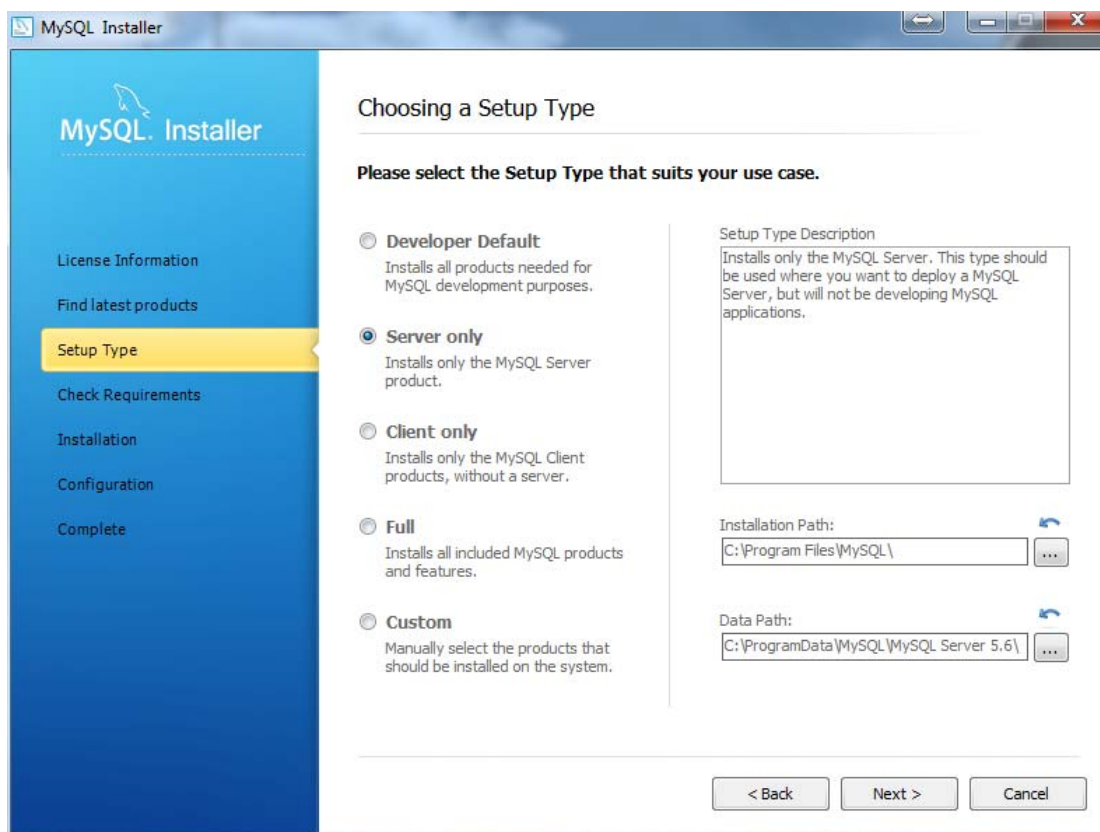 MySQL Installer
MySQL. Installer
License Information
Find latest products
Setup Type
Check Requirements
Installation
Configuration
Complete
Choosing a Setup Type
Please select the Setup Type that suits your use case.
Developer Default
Installs all products needed for
MySQL development purposes.
Server only
Installs only the MySQL Server
product.
Client only
Installs only the MySQL Client
products, without a server.
Full
Installs all included MySQL products
and features.
Custom
Manually select the products that
should be installed on the system.
Setup Type Description
Installs only the MySQL Server. This type should
be used where you want to deploy a MySQL
Server, but will not be developing MySQL
applications.
Installation Path:
C:\Program Files\MySQL\
...
Data Path:
C:\ProgramData\MySQL\MySQL Server 5.6\
...
< Back
Next >
Cancel